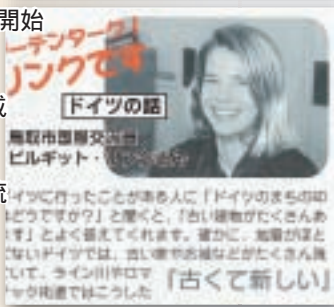 開始
ーデンターク！
リンクです
ドイツの話
鳥取市国際交
ビルギット・
ドイツに行ったことがある人に「ドイツのまちの印
はどうですか？」と聞くと、「古い建物がたくさんあ
ます」とよく答えてくれます。確かに、地震がほと
ないドイツでは、古い家やお城などがたくさん残
いて、ライン川やロマ
ック街道ではこうした
「古くて新しい」